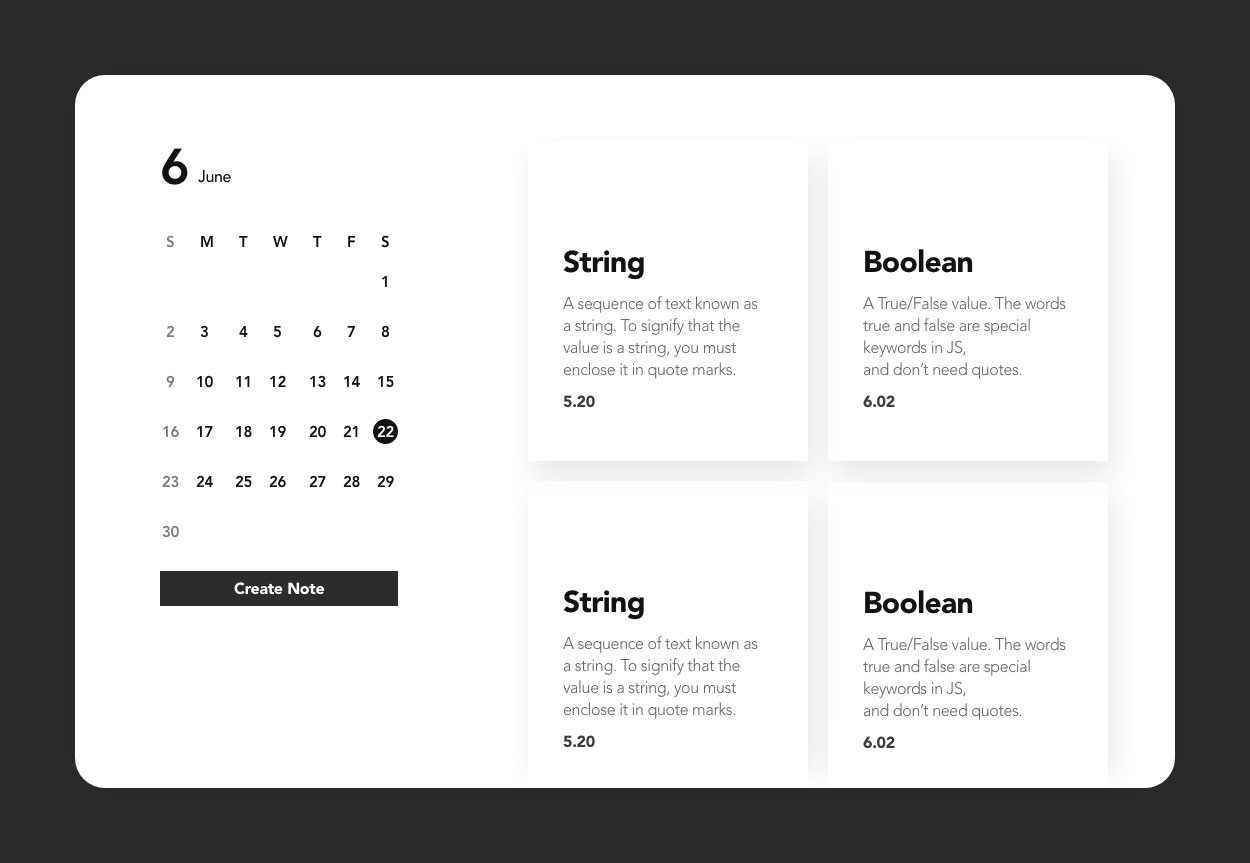 6 June
S M T W T F S
1
2 3 4 5 6 7 8
9 10 11 12 13 14 15
16 17 18 19 20 21 22
23 24 25 26 27 28 29
30
Create Note
String
A sequence of text known as
a string. To signify that the
value is a string, you must
enclose it in quote marks.
5.20
Boolean
A True/False value. The words
true and false are special
keywords in JS,
and don’t need quotes.
6.02
String
A sequence of text known as
a string. To signify that the
value is a string, you must
enclose it in quote marks.
5.20
Boolean
A True/False value. The words
true and false are special
keywords in JS,
and don’t need quotes.
6.02